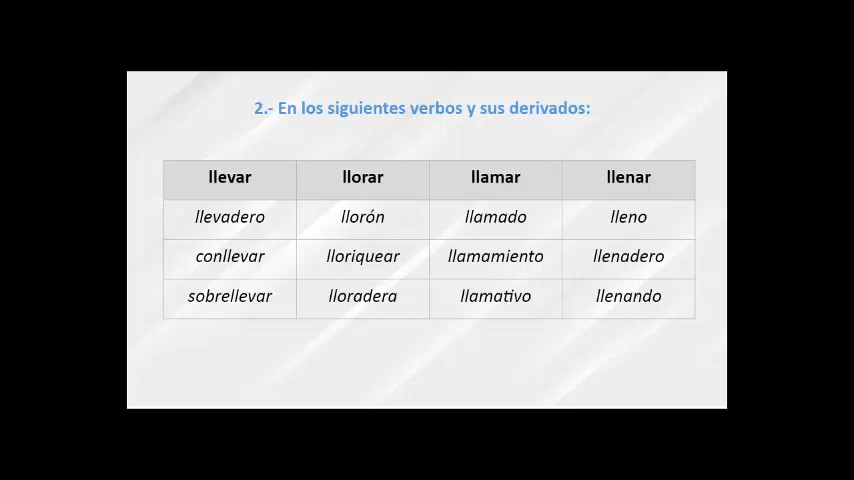 2.- En los siguientes verbos y sus derivados:
llevar llorar llamar llenar
llevadero llorón llamado lleno
conllevar lloriquear llamamiento llenadero
sobrellevar lloradera llamativo llenando